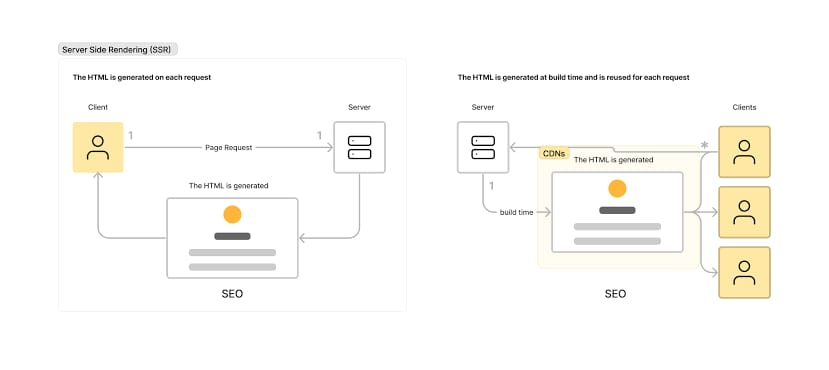 Server Side Rendering (SSR)
The HTML is generated on each request
Client
Server
1
1
Page Request
The HTML is generated
SEO
The HTML is generated at build time and is reused for each request
Server
Clients
*
CDNs
The HTML is generated
1
build time
SEO